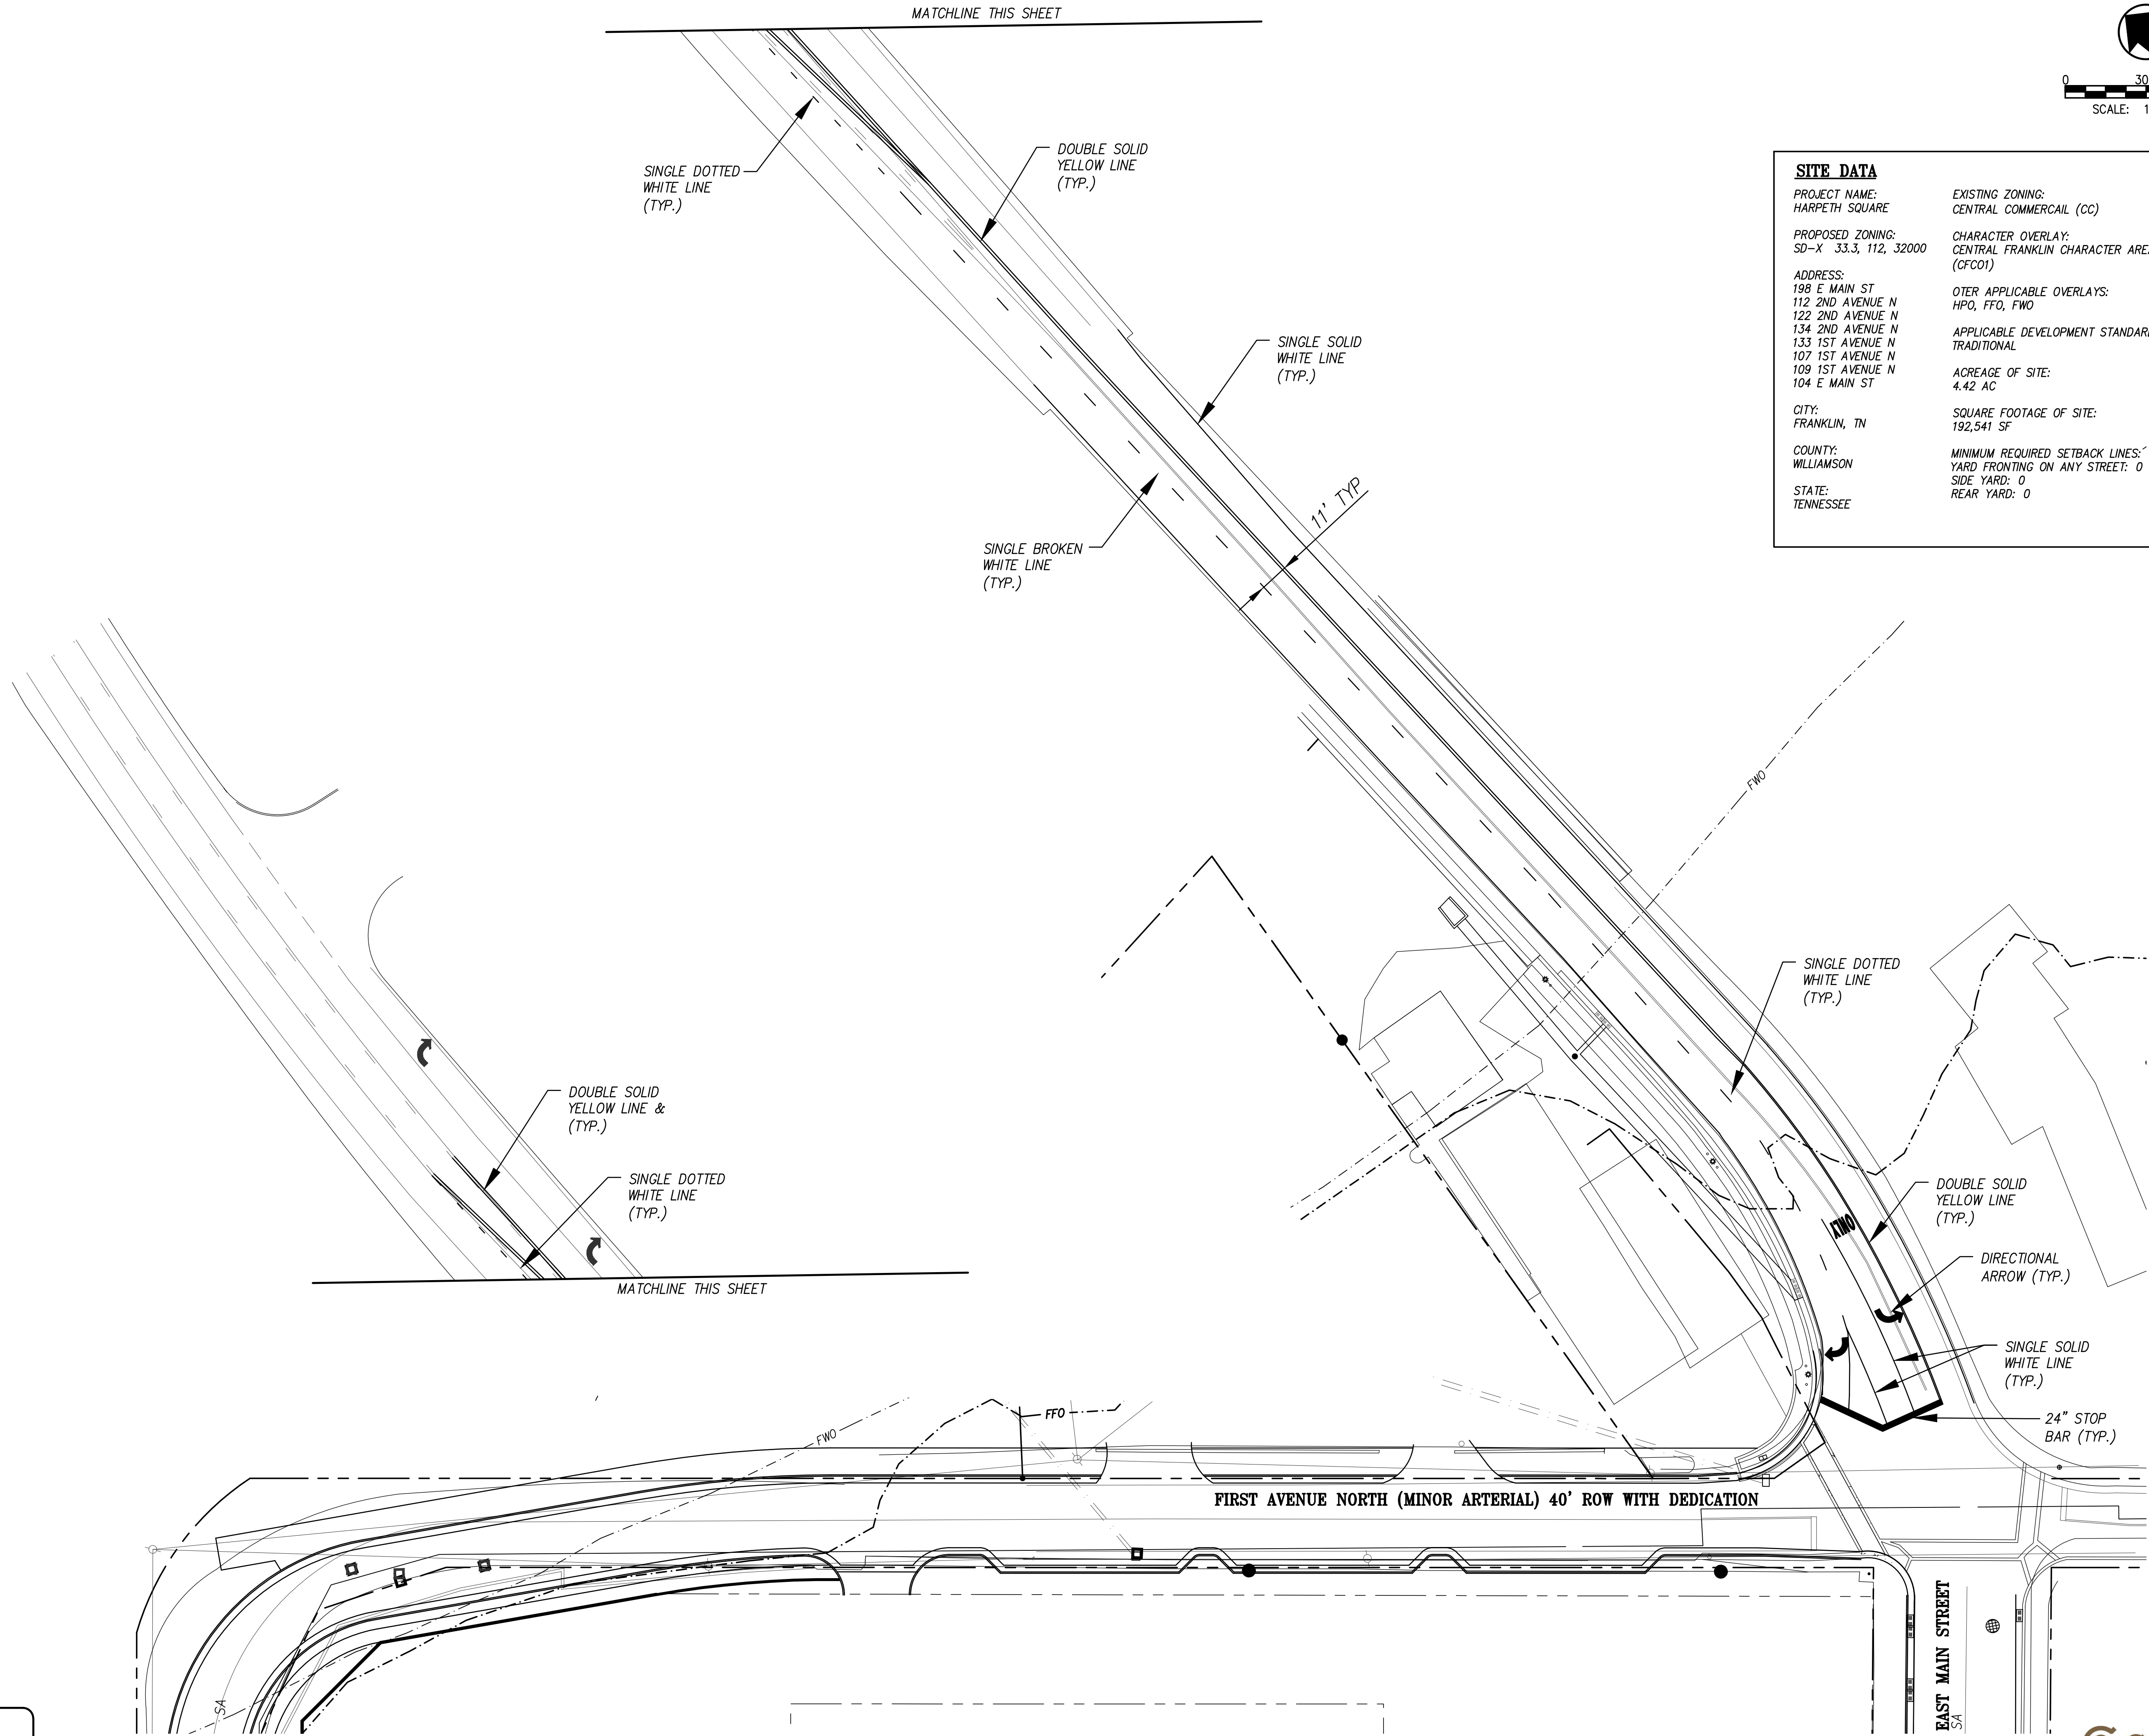 MATCHLINE THIS SHEET
0 30
SCALE: 1
SINGLE DOTTED
WHITE LINE
(TYP.)
DOUBLE SOLID
YELLOW LINE
(TYP.)
SITE DATA
PROJECT NAME:
HARPETH SQUARE
PROPOSED ZONING:
SD-X 33.3, 112, 32000
ADDRESS:
198 E MAIN ST
112 2ND AVENUE N
122 2ND AVENUE N
134 2ND AVENUE N
133 1ST AVENUE N
107 1ST AVENUE N
109 1ST AVENUE N
104 E MAIN ST
CITY:
FRANKLIN, TN
COUNTY:
WILLIAMSON
STATE:
TENNESSEE
EXISTING ZONING:
CENTRAL COMMERCAIL (CC)
CHARACTER OVERLAY:
CENTRAL FRANKLIN CHARACTER
(CFCO1)
OTER APPLICABLE OVERLAYS:
HPO, FFO, FWO
APPLICABLE DEVELOPMENT
TRADITIONAL
ACREAGE OF SITE:
4.42 AC
SQUARE FOOTAGE OF SITE:
192,541 SF
MINIMUM REQUIRED SETBACK LINES:
YARD FRONTING ON ANY STREET: 0
SIDE YARD: 0
REAR YARD: 0
SINGLE SOLID
WHITE LINE
(TYP.)
11' TYP
SINGLE BROKEN
WHITE LINE
(TYP.)
FWO
SINGLE DOTTED
WHITE LINE
(TYP.)
DOUBLE SOLID
YELLOW LINE &
(TYP.)
SINGLE DOTTED
WHITE LINE
(TYP.)
MATCHLINE THIS SHEET
ONLY
DOUBLE SOLID
YELLOW LINE
(TYP.)
DIRECTIONAL
ARROW (TYP.)
SINGLE SOLID
WHITE LINE
(TYP.)
24" STOP
BAR (TYP.)
FFO
FWO
FIRST AVENUE NORTH (MINOR ARTERIAL) 40' ROW WITH DEDICATION
EAST MAIN STREET
SA
SA